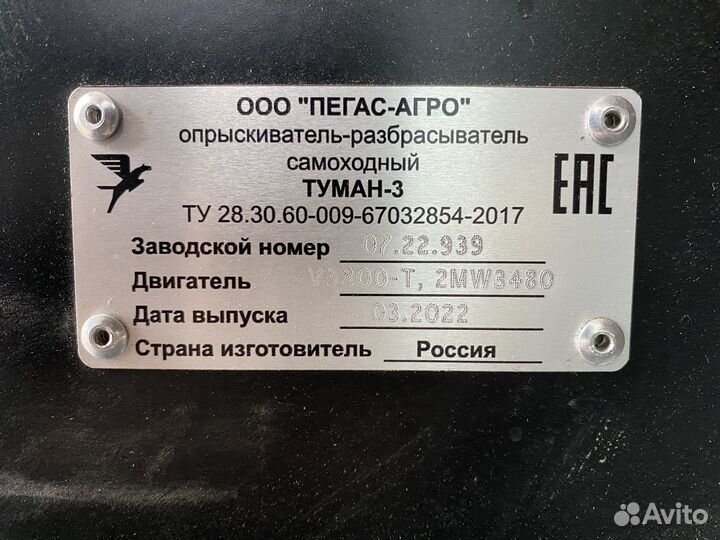 ООО "ПЕГАС-АГРО"
опрыскиватель-разбрасыватель
самоходный
ТУМАН-3
ТУ 28.30.60-009-67032854-2017
EAC
Заводской номер 07.22.939
Двигатель V3800-T, 2MW3480
Дата выпуска 03.2022
Страна изготовитель Россия
Avito